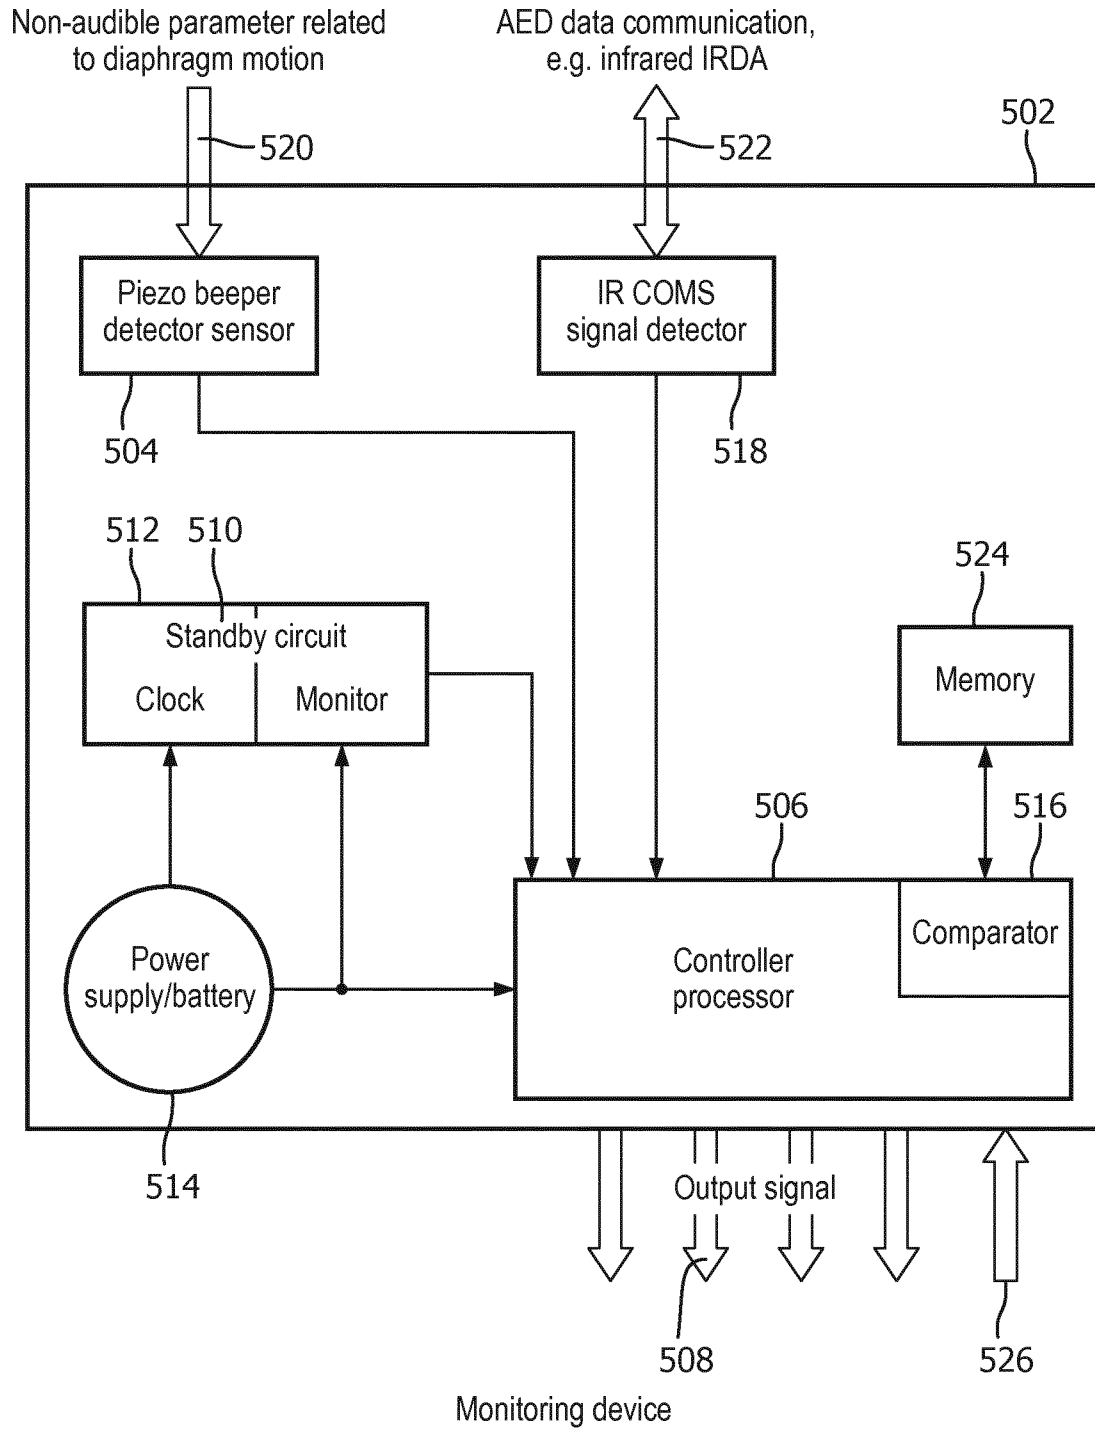 Non-audible parameter related
to diaphragm motion
AED data communication,
e.g. infrared IRDA
502
520
522
Piezo beeper
detector sensor
IR COMS
signal detector
504
518
512
510
524
Standby circuit
Clock
Monitor
Memory
506
516
Power
supply/battery
Controller
processor
Comparator
514
Output signal
508
526
Monitoring device